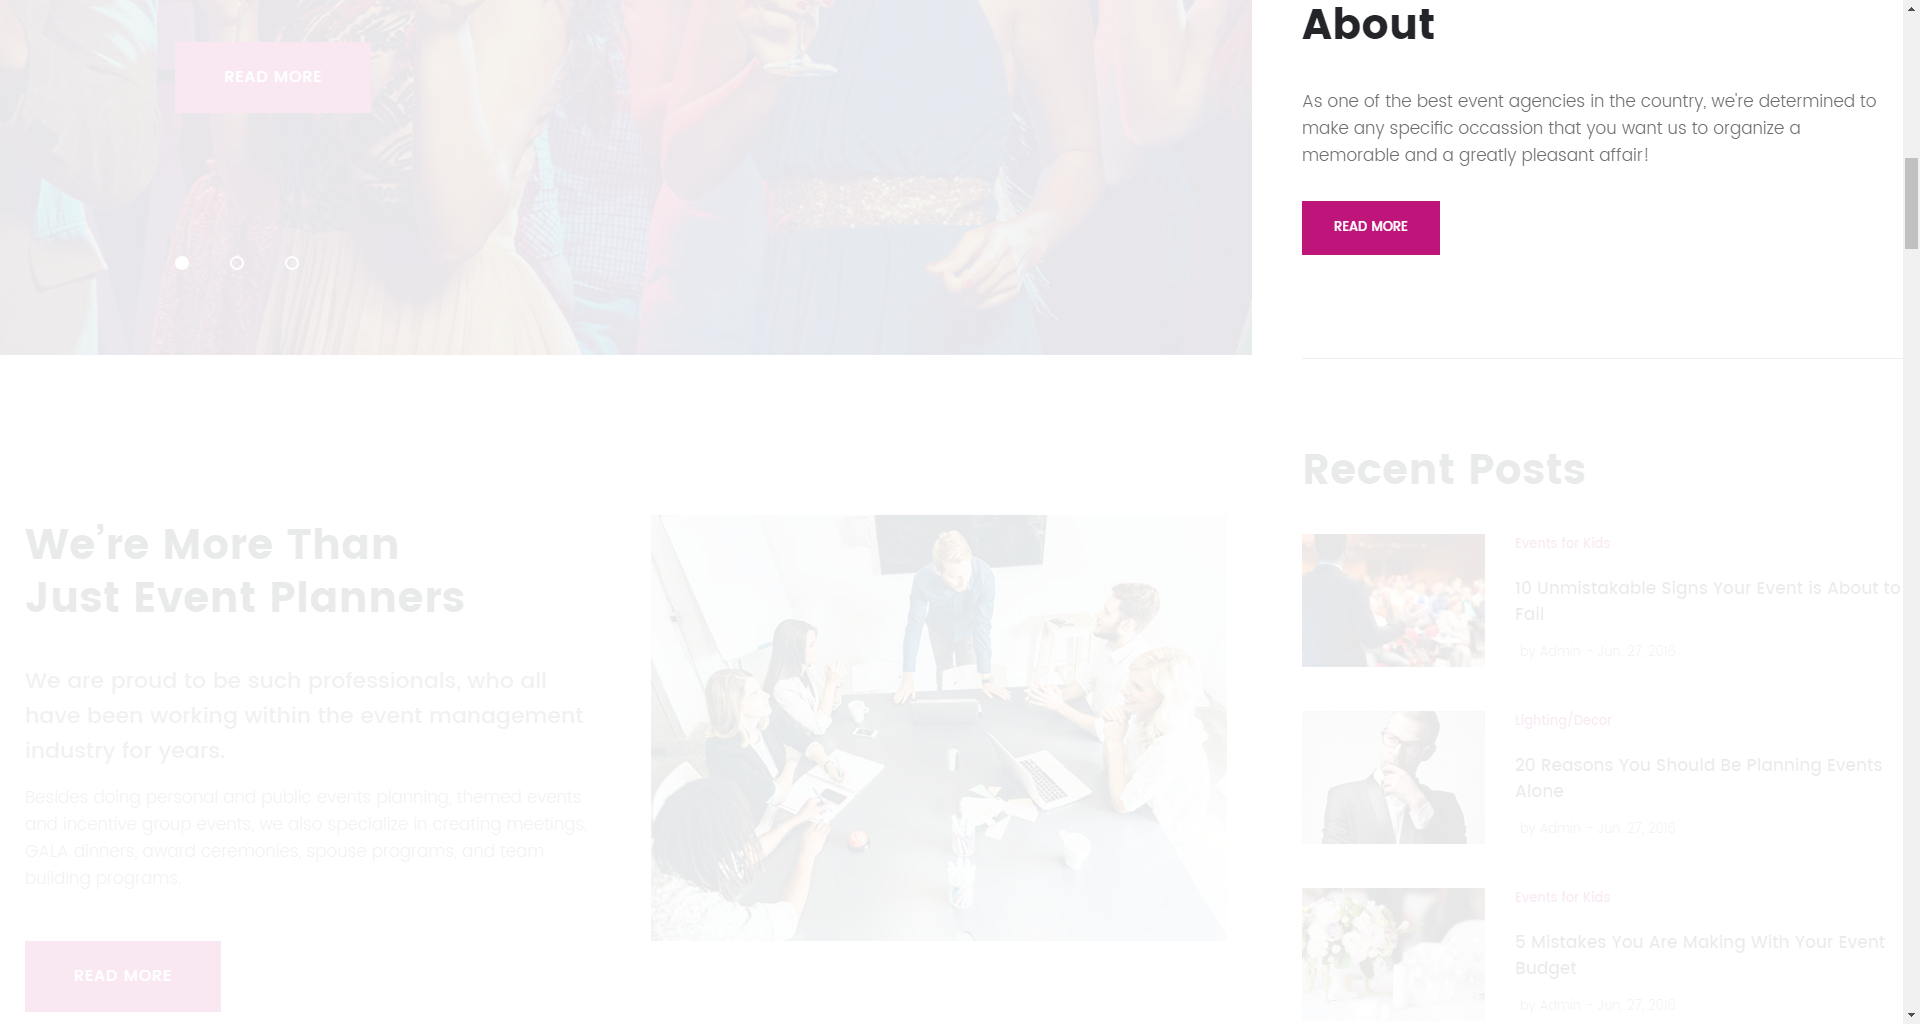 READ MORE
About
As one of the best event agencies in the country, we're determined to
make any specific occassion that you want us to organize a
memorable and a greatly pleasant affair!
READ MORE
We're More Than
Just Event Planners
We are proud to be such professionals, who all
have been working within the event management
industry for years.
Besides doing personal and public events planning, themed events
and incentive group events, we also specialize in creating meetings,
GALA dinners, award ceremonies, spouse programs, and team
building programs.
READ MORE
Recent Posts
Events for Kids
10 Unmistakable Signs Your Event is About to
Fail
by Admin - Jun. 27, 2016
Lighting/Decor
20 Reasons You Should Be Planning Events
Alone
by Admin - Jun. 27, 2016
Events for Kids
5 Mistakes You Are Making With Your Event
Budget
by Admin - Jun. 27, 2016